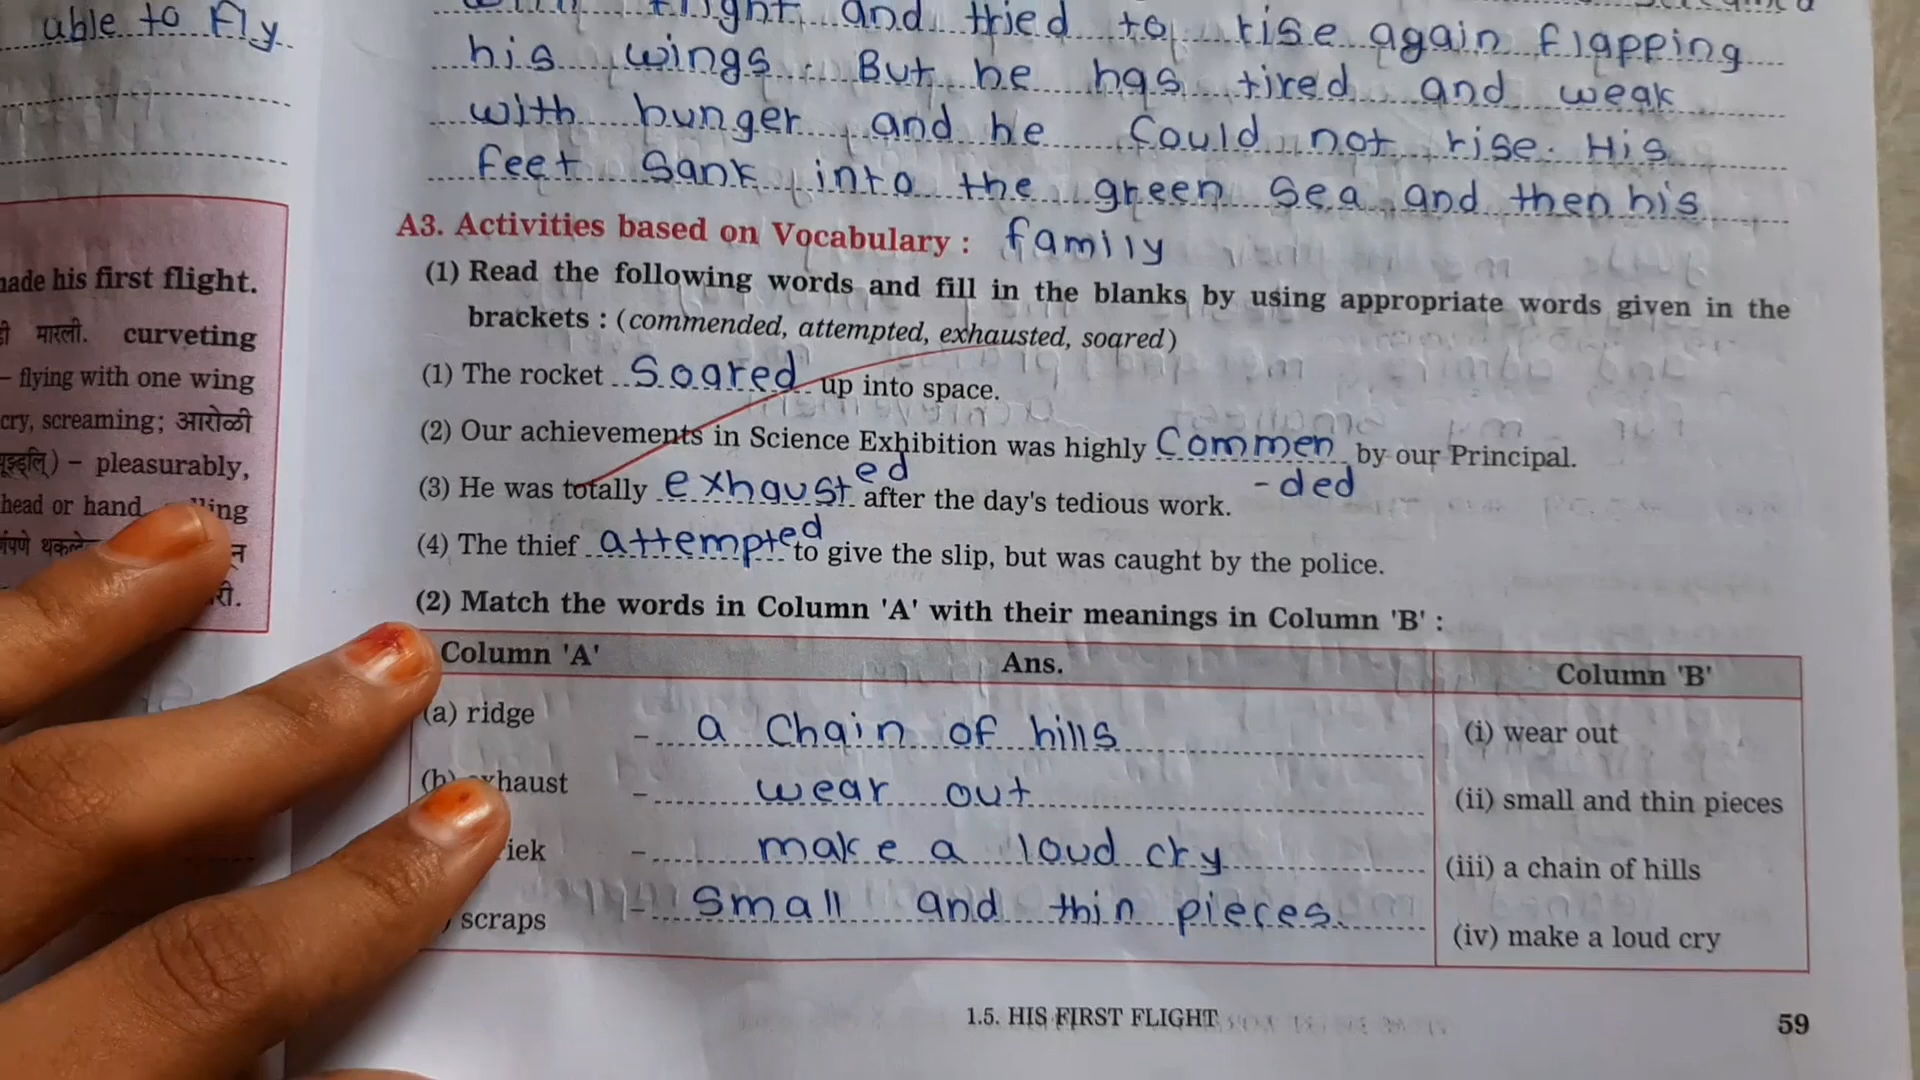 able to fly
flight and tried to rise again flapping
his wings. But he has tired and weak
with hunger and he Could not rise. His
feet Sank into the green Sea and then his
family
made his first flight.
मारली. curveting
– flying with one wing
cry, screaming; आरोळी
– pleasurably,
head or hand
A3. Activities based on Vocabulary :
(1) Read the following words and fill in the blanks by using appropriate words given in the
brackets : (commended, attempted, exhausted, soared)
(1) The rocket Soared up into space.
(2) Our achievements in Science Exhibition was highly Commen by our Principal.
-ded
(3) He was totally exhausted after the day's tedious work.
(4) The thief attempted to give the slip, but was caught by the police.
(2) Match the words in Column 'A' with their meanings in Column 'B' :
Column 'A' Ans. Column 'B'
(a) ridge – a Chain of hills (i) wear out
(b) exhaust – wear out (ii) small and thin pieces
iek – make a loud cry (iii) a chain of hills
scraps – Small and thin pieces. (iv) make a loud cry
1.5. HIS FIRST FLIGHT 59